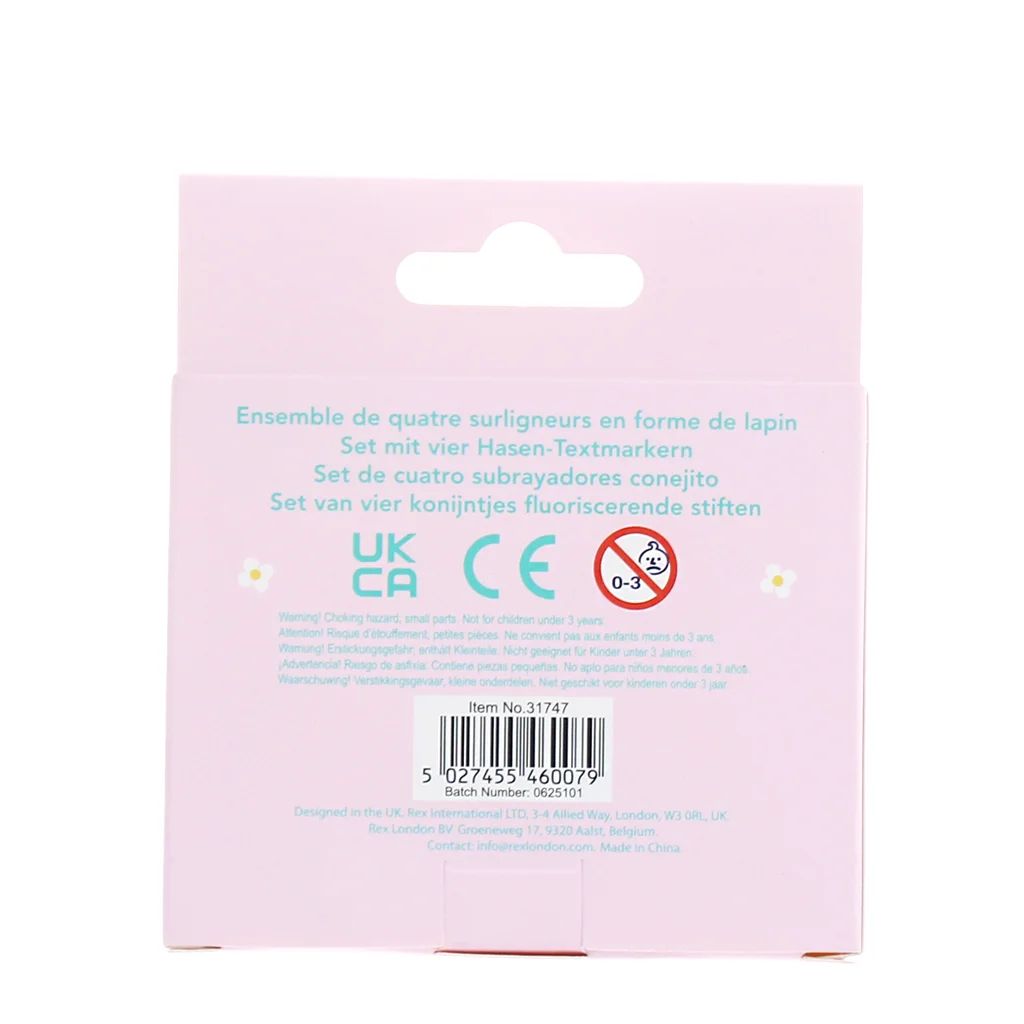 Ensemble de quatre surligneurs en forme de lapin
Set mit vier Hasen-Textmarkern
Set de cuatro subrayadores conejito
Set van vier konijntjes fluoriscerende stiften
UK
CA
CE
0-3
Warning! Choking hazard, small parts. Not for children under 3 years.
Attention! Risque d'étouffement, petites pièces. Ne convient pas aux enfants moins de 3 ans.
Warnung! Erstickungsgefahr, enthält Kleinteile. Nicht geeignet für Kinder unter 3 Jahren.
¡Advertencia! Riesgo de asfixia: Contiene piezas pequeñas. No apto para niños menores de 3 años.
Waarschuwing! Verstikkingsgevaar, kleine onderdelen. Niet geschikt voor kinderen onder 3 jaar.
Item No.31747
5 027455 460079
Batch Number: 0625101
Designed in the UK. Rex International LTD, 3-4 Allied Way, London, W3 0RL, UK.
Rex London BV Groeneweg 17, 9320 Aalst, Belgium.
Contact: info@rexlondon.com. Made in China.